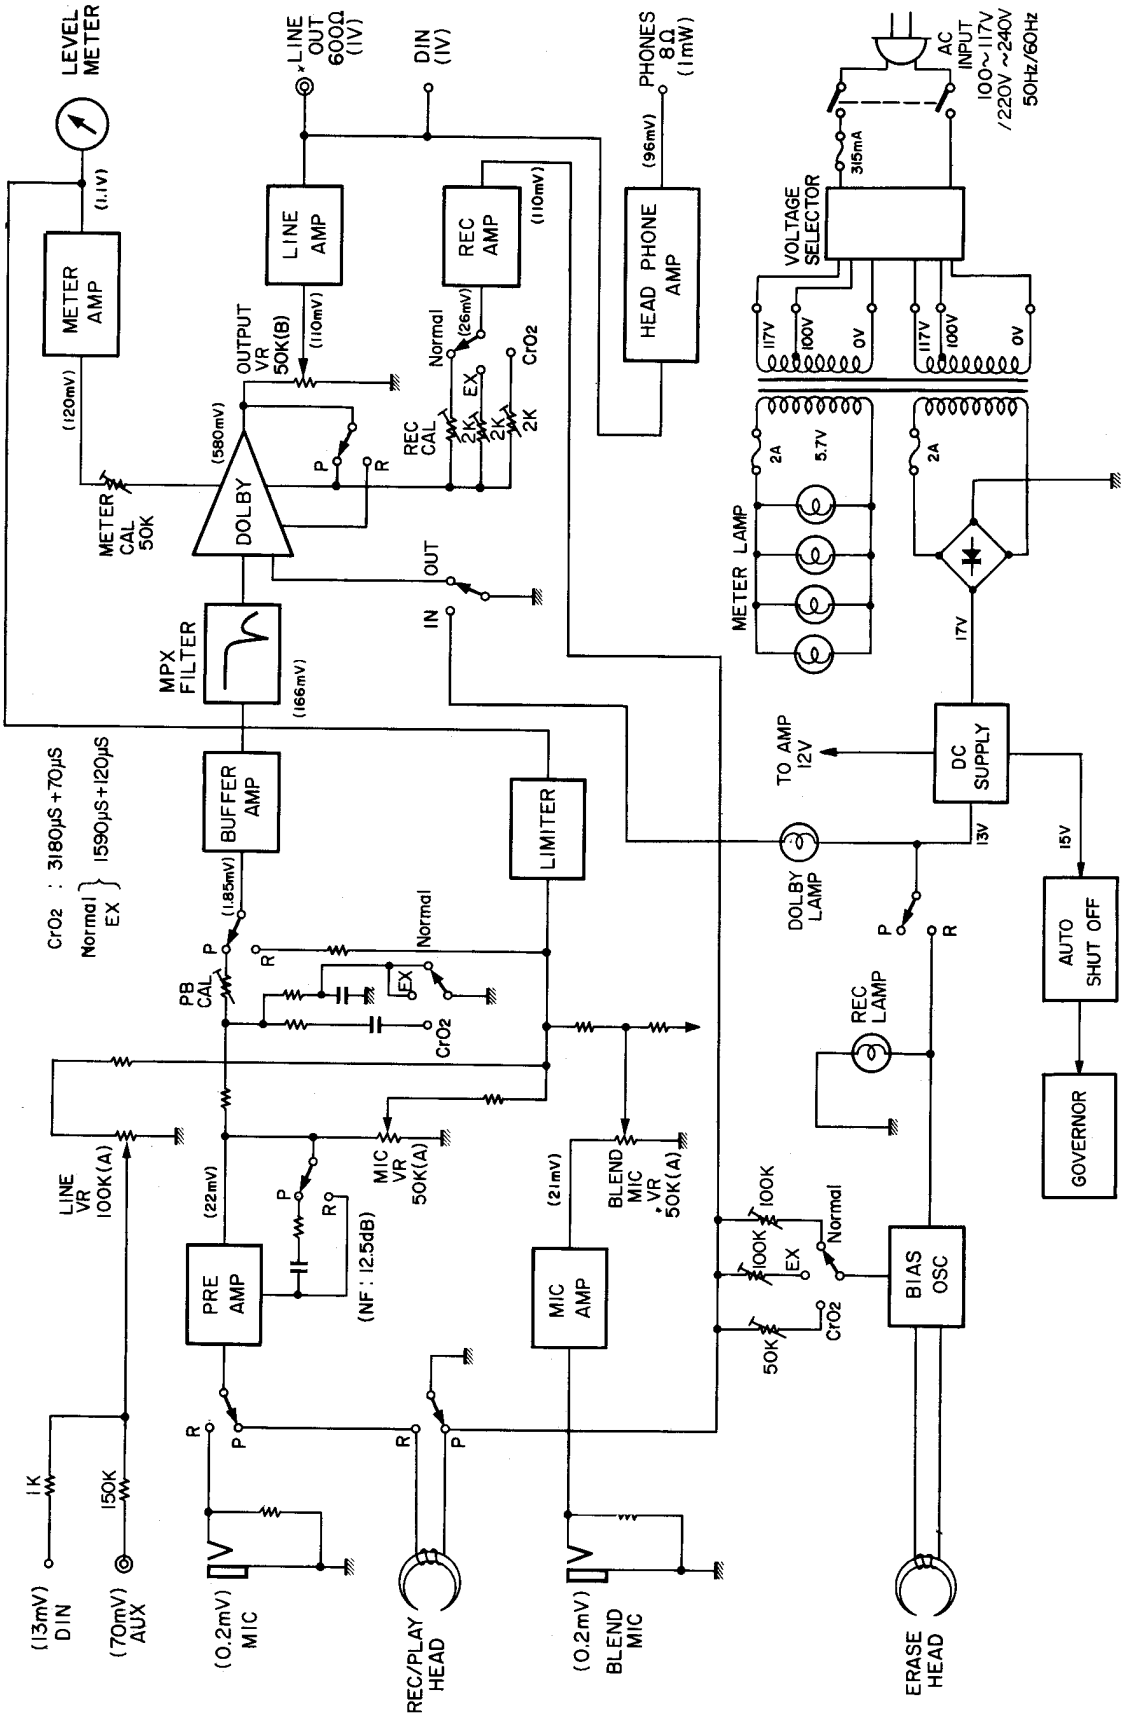 (13mV)
DIN
1K
(70mV)
AUX
150K
LINE
VR
100K(A)
(0.2mV)
MIC
R
P
PRE
AMP
(22mV)
P
R
(NF : 12.5dB)
MIC
VR
50K(A)
PB
CAL
P
R
(1.85mV)
EX
Normal
CrO2
CrO2 : 3180µS+70µS
Normal
EX
} 1590µS+120µS
BUFFER
AMP
MPX
FILTER
(166mV)
DOLBY
(580mV)
METER
CAL
50K
(120mV)
METER
AMP
(1.1V)
LEVEL
METER
OUTPUT
VR
50K(B)
(110mV)
LINE
AMP
*LINE
OUT
600Ω
(1V)
DIN
(1V)
P
R
REC
CAL
2K
2K
2K
Normal
EX
CrO2
(26mV)
REC
AMP
(110mV)
IN
OUT
REC/PLAY
HEAD
R
P
(0.2mV)
BLEND
MIC
MIC
AMP
(21mV)
BLEND
MIC
VR
50K(A)
LIMITER
HEAD PHONE
AMP
(96mV)
PHONES
8Ω
(1mW)
50K
100K
100K
CrO2
EX
Normal
BIAS
OSC
ERASE
HEAD
REC
LAMP
P
R
DOLBY
LAMP
13V
TO AMP
12V
DC
SUPPLY
17V
15V
AUTO
SHUT OFF
GOVERNOR
METER LAMP
2A
5.7V
2A
117V
100V
0V
117V
100V
0V
VOLTAGE
SELECTOR
315mA
AC
INPUT
100~117V
/220V~240V
50Hz/60Hz